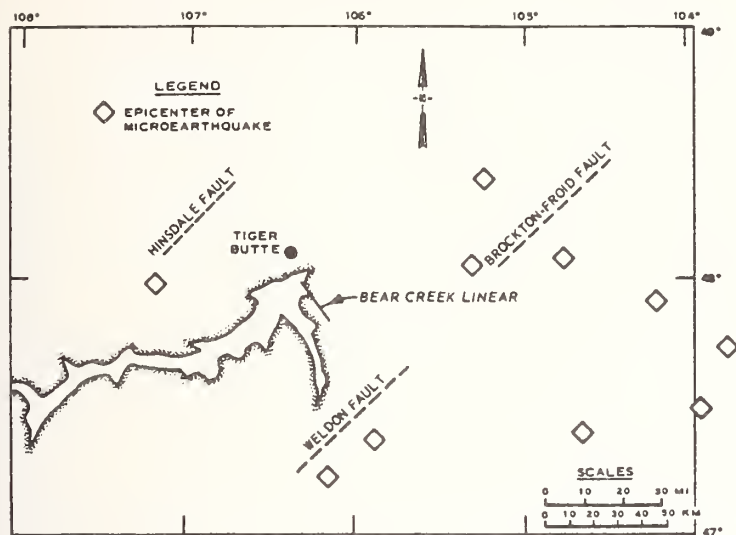 108° 107° 106° 105° 104°
49°
LEGEND
EPICENTER OF
MICROEARTHQUAKE
HINSDALE FAULT
TIGER
BUTTE
BROCKTON-FROID FAULT
48°
BEAR CREEK LINEAR
WELDON FAULT
SCALES
0 10 20 30 MI
0 10 20 30 40 50 KM
47°